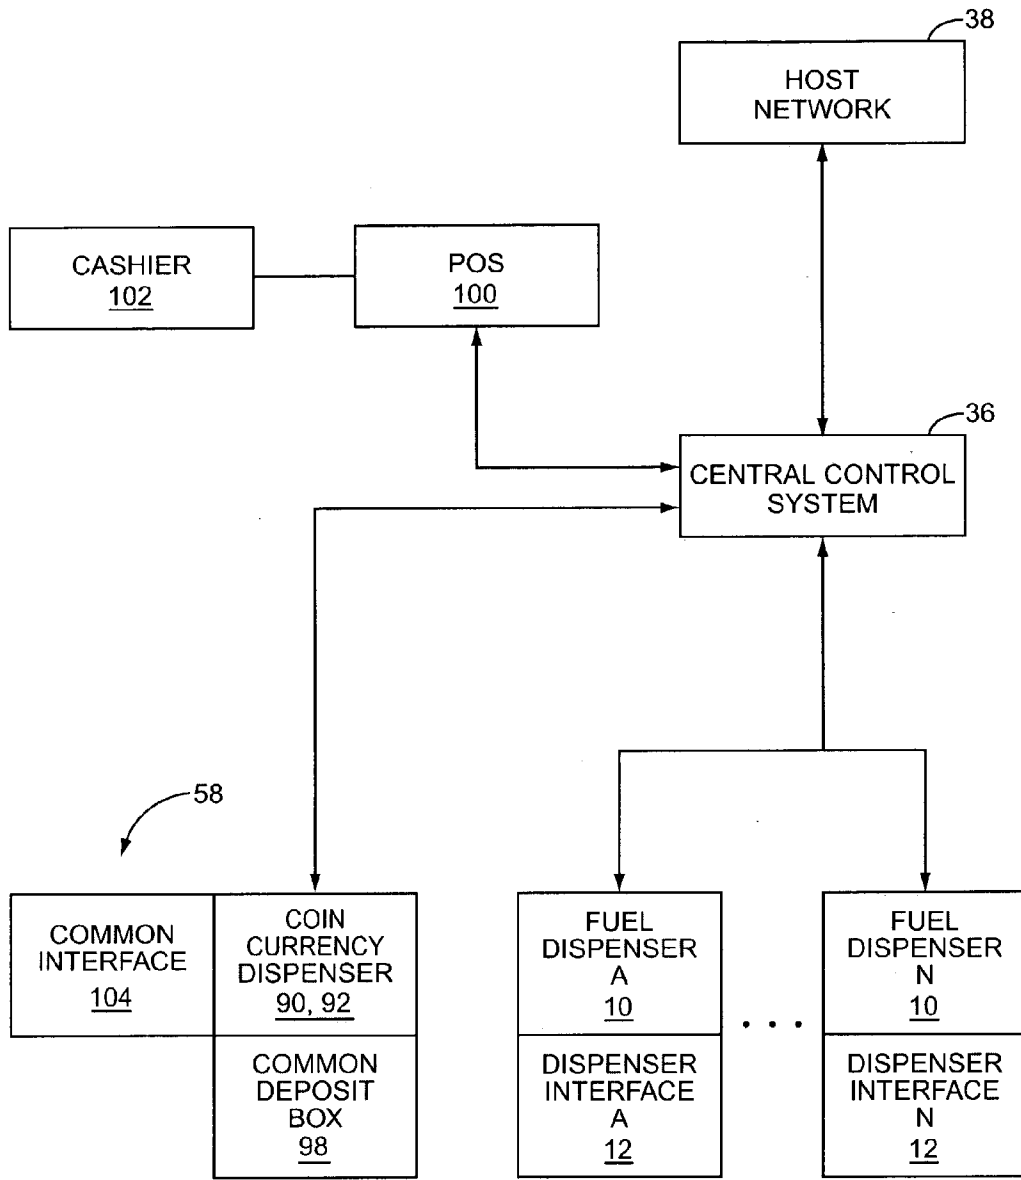 38
HOST
NETWORK
CASHIER
102
POS
100
36
CENTRAL CONTROL
SYSTEM
58
COMMON
INTERFACE
104
COIN
CURRENCY
DISPENSER
90, 92
COMMON
DEPOSIT
BOX
98
FUEL
DISPENSER
A
10
DISPENSER
INTERFACE
A
12
. . .
FUEL
DISPENSER
N
10
DISPENSER
INTERFACE
N
12